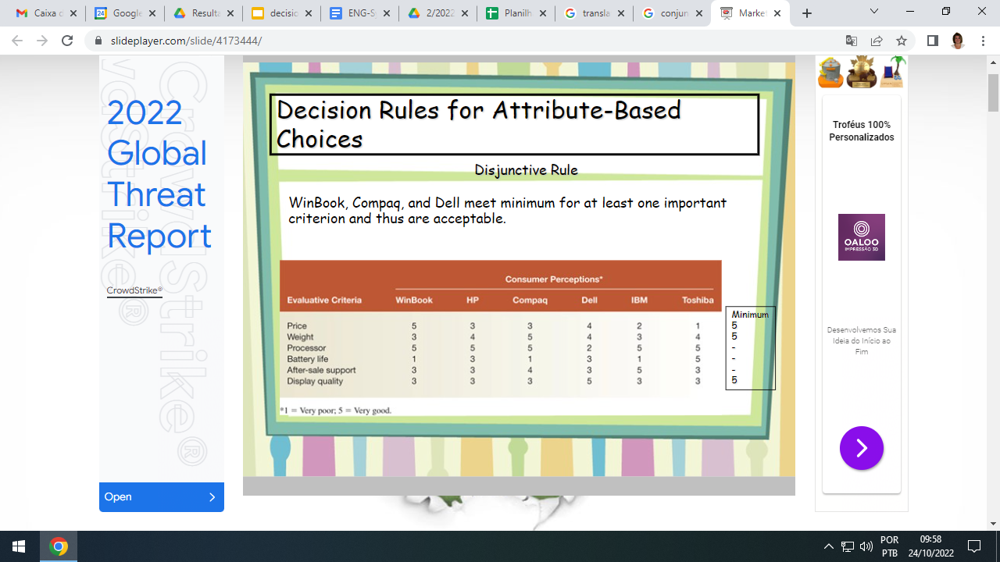 Caixa d
Google
Resulta
decisio
ENG-S
2/2022
Planilh
transla
conjun
Market
slideplayer.com/slide/4173444/
2022
Global
Threat
Report
CrowdStrike®
Open
Crowdstrike®
Decision Rules for Attribute-Based
Choices
Disjunctive Rule
WinBook, Compaq, and Dell meet minimum for at least one important
criterion and thus are acceptable.
Consumer Perceptions*
Evaluative Criteria WinBook HP Compaq Dell IBM Toshiba Minimum
Price 5 3 3 4 2 1 5
Weight 3 4 5 4 3 4 5
Processor 5 5 5 2 5 5 -
Battery life 1 3 1 3 1 5 -
After-sale support 3 3 4 3 5 3 -
Display quality 3 3 3 5 3 3 5
*1 = Very poor; 5 = Very good.
Troféus 100%
Personalizados
OALOO
IMPRESSÃO 3D
Desenvolvemos Sua
Ideia do Início ao
Fim
POR
PTB
09:58
24/10/2022